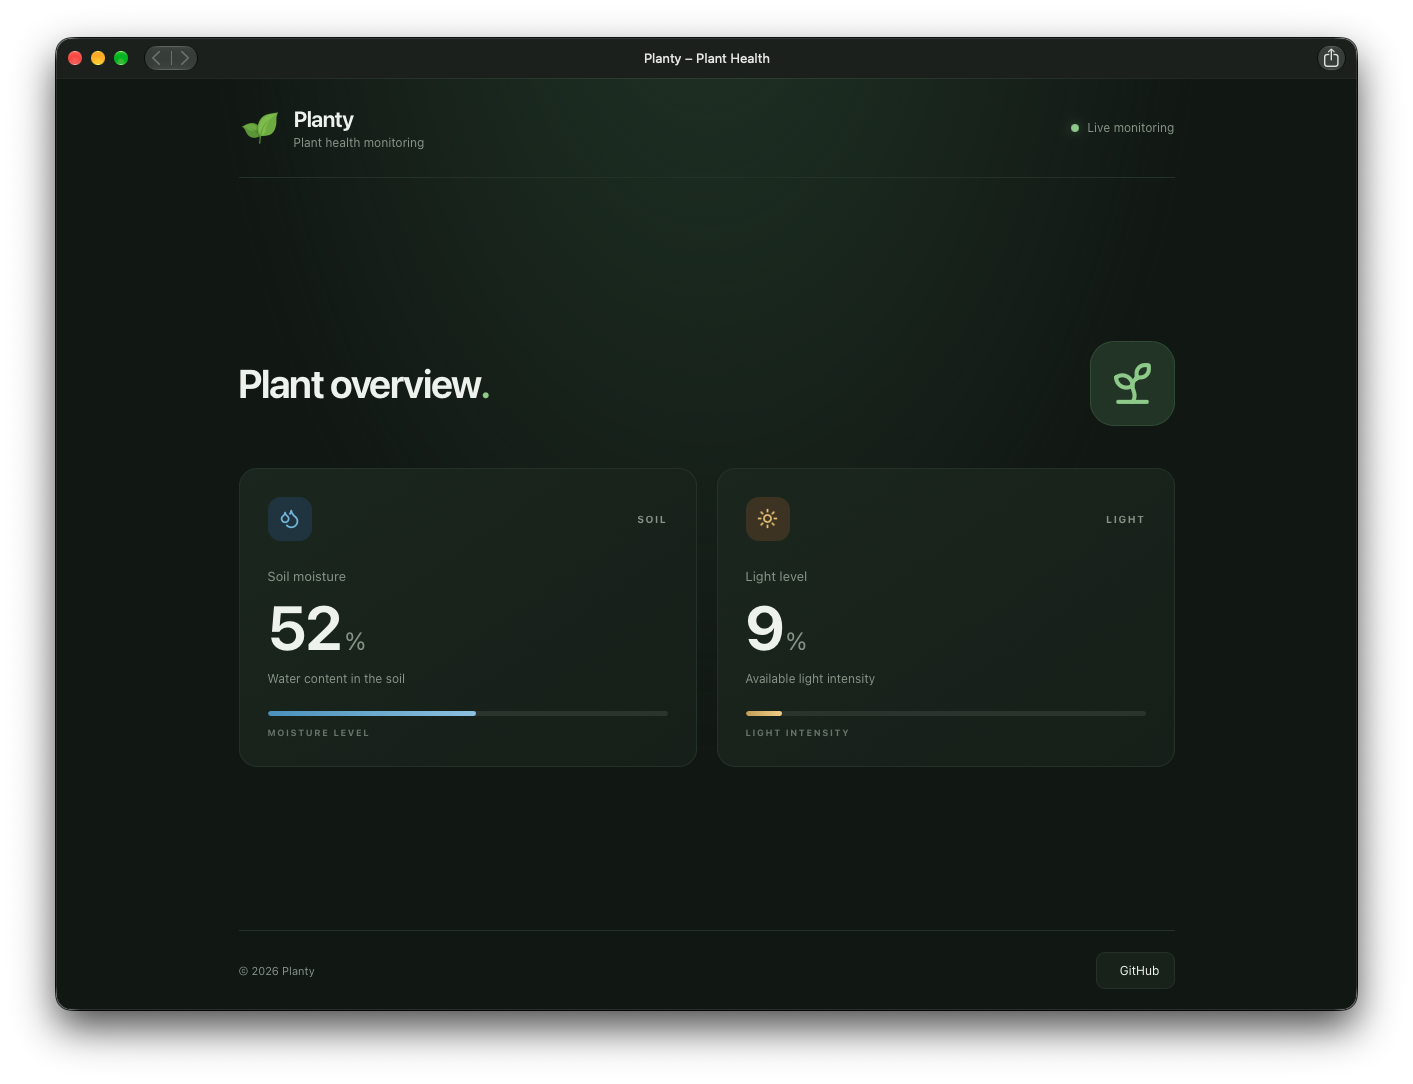 Planty – Plant Health
Planty
Plant health monitoring
Live monitoring
Plant overview.
SOIL
Soil moisture
52%
Water content in the soil
MOISTURE LEVEL
LIGHT
Light level
9%
Available light intensity
LIGHT INTENSITY
© 2026 Planty
GitHub